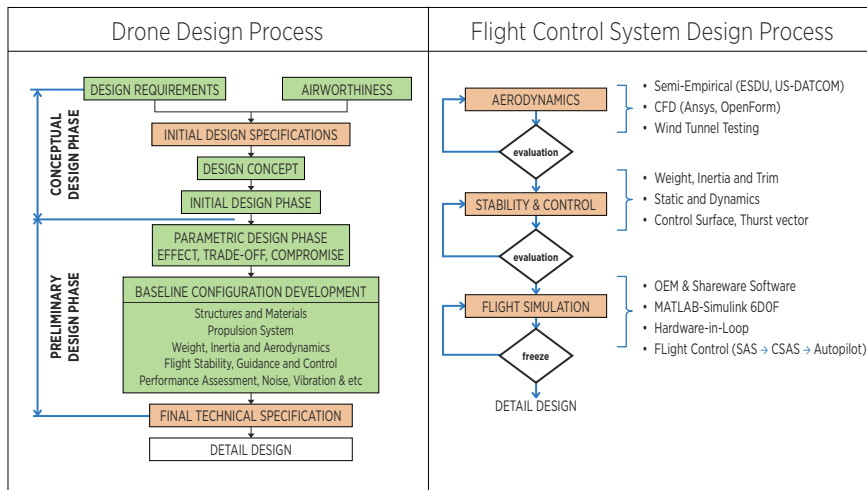 Drone Design Process
CONCEPTUAL
DESIGN PHASE
DESIGN REQUIREMENTS
AIRWORTHINESS
INITIAL DESIGN SPECIFICATIONS
DESIGN CONCEPT
INITIAL DESIGN PHASE
PRELIMINARY
DESIGN PHASE
PARAMETRIC DESIGN PHASE
EFFECT, TRADE-OFF, COMPROMISE
BASELINE CONFIGURATION DEVELOPMENT
Structures and Materials
Propulsion System
Weight, Inertia and Aerodynamics
Flight Stability, Guidance and Control
Performance Assessment, Noise, Vibration & etc
FINAL TECHNICAL SPECIFICATION
DETAIL DESIGN
Flight Control System Design Process
AERODYNAMICS
• Semi-Empirical (ESDU, US-DATCOM)
• CFD (Ansys, OpenForm)
• Wind Tunnel Testing
evaluation
STABILITY & CONTROL
• Weight, Inertia and Trim
• Static and Dynamics
• Control Surface, Thurst vector
evaluation
FLIGHT SIMULATION
• OEM & Shareware Software
• MATLAB-Simulink 6D0F
• Hardware-in-Loop
• FLight Control (SAS → CSAS → Autopilot)
freeze
DETAIL DESIGN